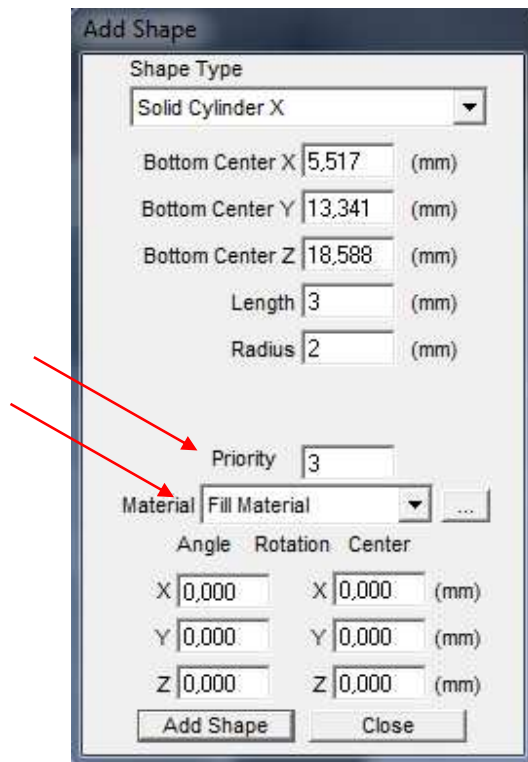 Add Shape
Shape Type
Solid Cylinder X
Bottom Center X 5,517 (mm)
Bottom Center Y 13,341 (mm)
Bottom Center Z 18,588 (mm)
Length 3 (mm)
Radius 2 (mm)
Priority 3
Material Fill Material ...
Angle Rotation Center
X 0,000 X 0,000 (mm)
Y 0,000 Y 0,000 (mm)
Z 0,000 Z 0,000 (mm)
Add Shape Close